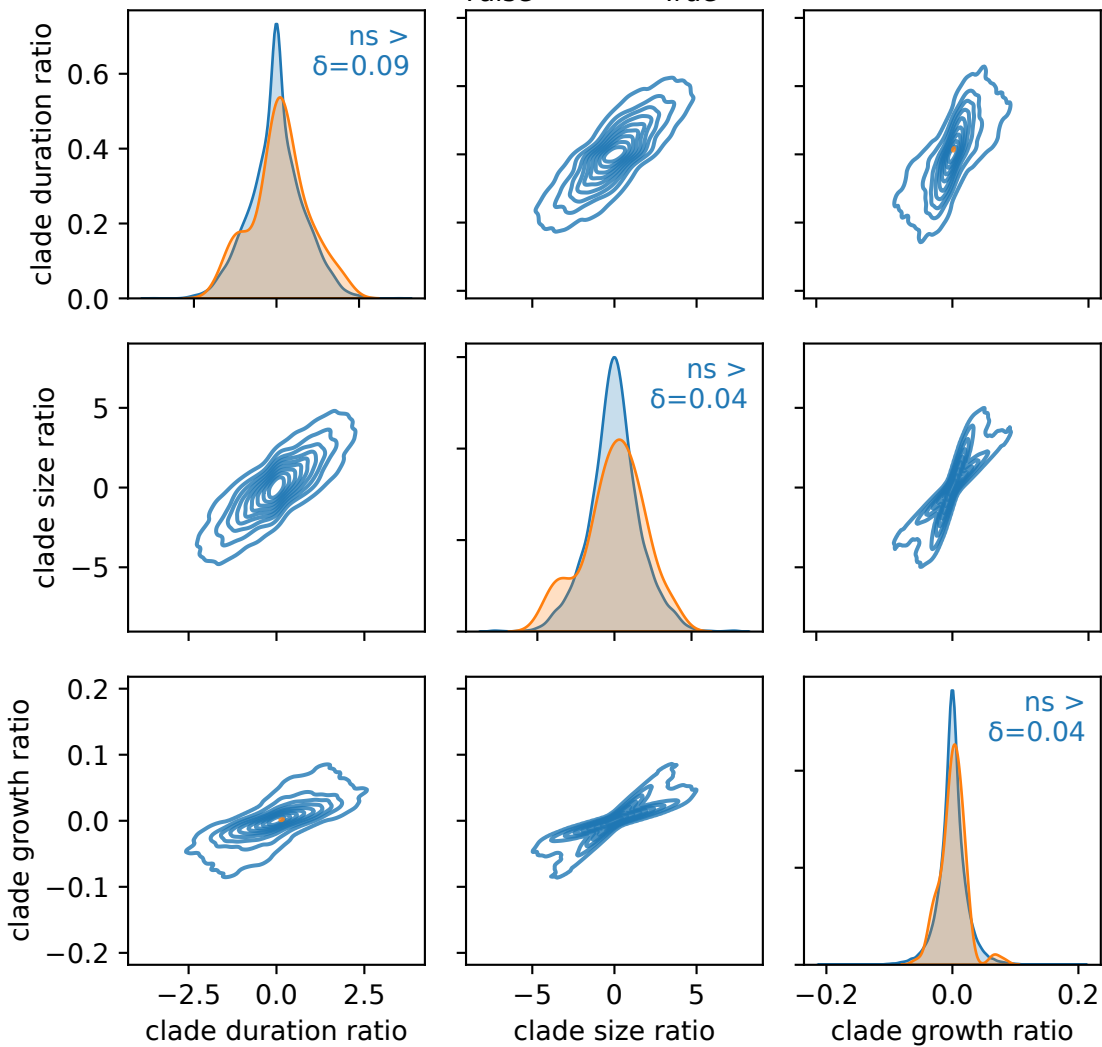 ns >
δ=0.09
clade duration ratio
0.6
0.4
0.2
0.0
ns >
δ=0.04
clade size ratio
5
0
−5
ns >
δ=0.04
clade growth ratio
0.2
0.1
0.0
−0.1
−0.2
−2.5 0.0 2.5
−5 0 5
−0.2 0.0 0.2
clade duration ratio
clade size ratio
clade growth ratio